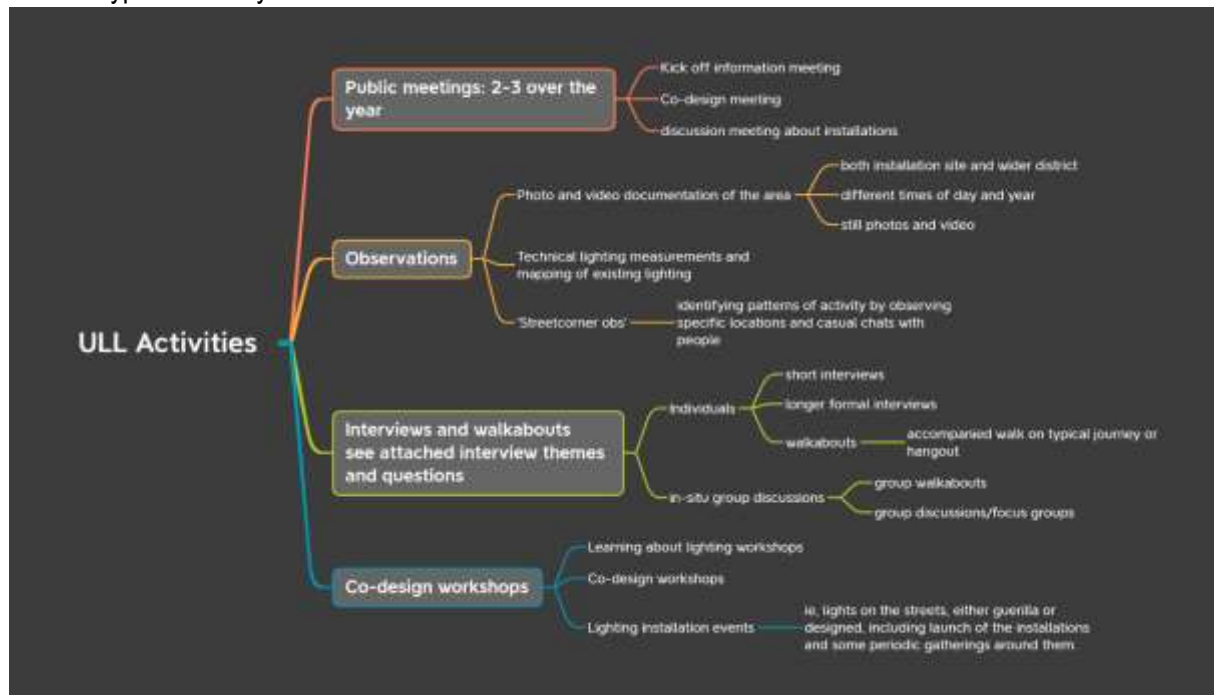 ULL Activities
Public meetings: 2-3 over the
year
Kick off information meeting
Co-design meeting
discussion meeting about installations
Observations
Photo and video documentation of the area
both installation site and wider district
different times of day and year
still photos and video
Technical lighting measurements and
mapping of existing lighting
'Streetcorner obs'
identifying patterns of activity by observing
specific locations and casual chats with
people
Interviews and walkabouts
see attached interview themes
and questions
Individuals
short interviews
longer formal interviews
walkabouts
accompanied walk on typical journey or
hangout
in-situ group discussions
group walkabouts
group discussions/focus groups
Co-design workshops
Learning about lighting workshops
Co-design workshops
Lighting installation events
ie, lights on the streets, either guerilla or
designed, including launch of the installations
and some periodic gatherings around them